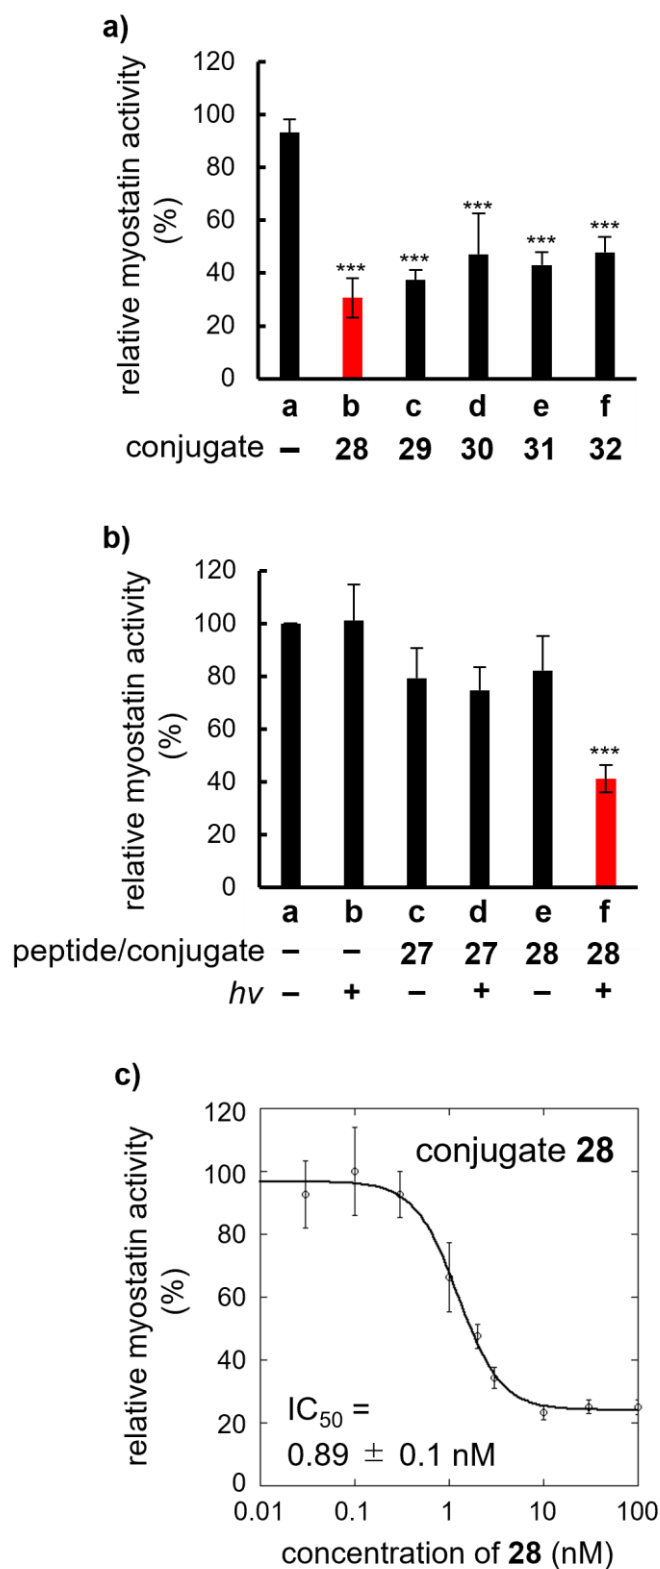 a)
relative myostatin activity
(%)
120
100
80
60
40
20
0
***
***
***
***
***
a b c d e f
conjugate – 28 29 30 31 32
b)
relative myostatin activity
(%)
120
100
80
60
40
20
0
***
a b c d e f
peptide/conjugate – – 27 27 28 28
hv – + – + – +
c)
relative myostatin activity
(%)
120
100
80
60
40
20
0
conjugate 28
IC50 =
0.89 ± 0.1 nM
0.01 0.1 1 10 100
concentration of 28 (nM)